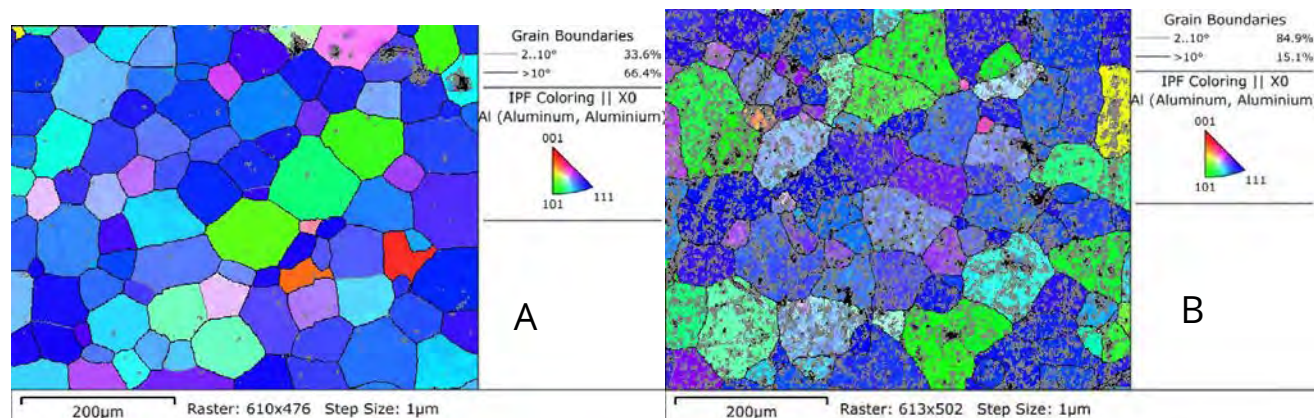 Grain Boundaries
2..10° 33.6%
>10° 66.4%
IPF Coloring || X0
Al (Aluminum, Aluminium)
001
101 111
A
200µm
Raster: 610x476 Step Size: 1µm
Grain Boundaries
2..10° 84.9%
>10° 15.1%
IPF Coloring || X0
Al (Aluminum, Aluminium)
001
101 111
B
200µm
Raster: 613x502 Step Size: 1µm